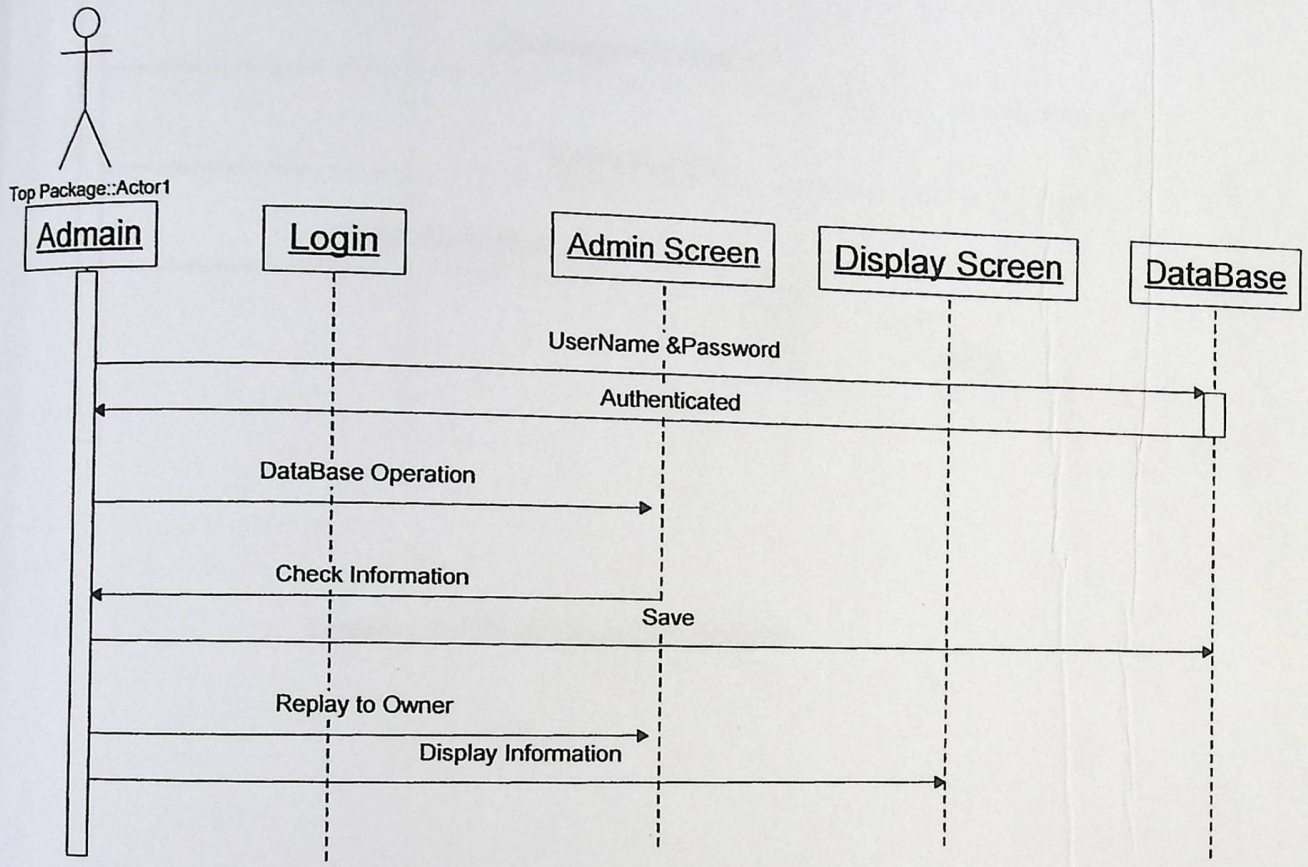 Top Package::Actor1
Admain
Login
Admin Screen
Display Screen
DataBase
UserName &Password
Authenticated
DataBase Operation
Check Information
Save
Replay to Owner
Display Information